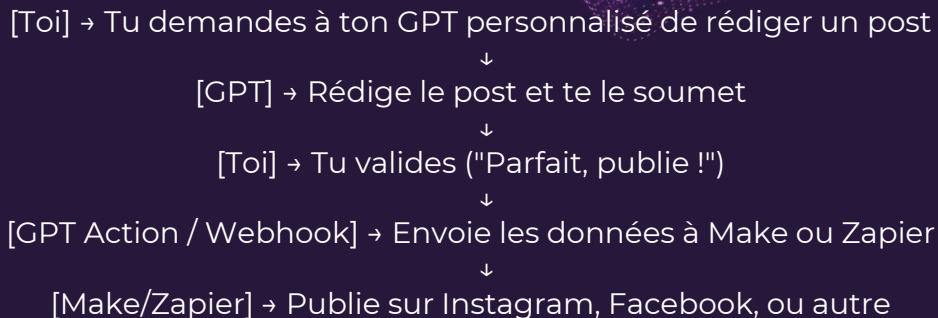 [Toi] → Tu demandes à ton GPT personnalisé de rédiger un post
↓
[GPT] → Rédige le post et te le soumet
↓
[Toi] → Tu valides ("Parfait, publie !")
↓
[GPT Action / Webhook] → Envoie les données à Make ou Zapier
↓
[Make/Zapier] → Publie sur Instagram, Facebook, ou autre